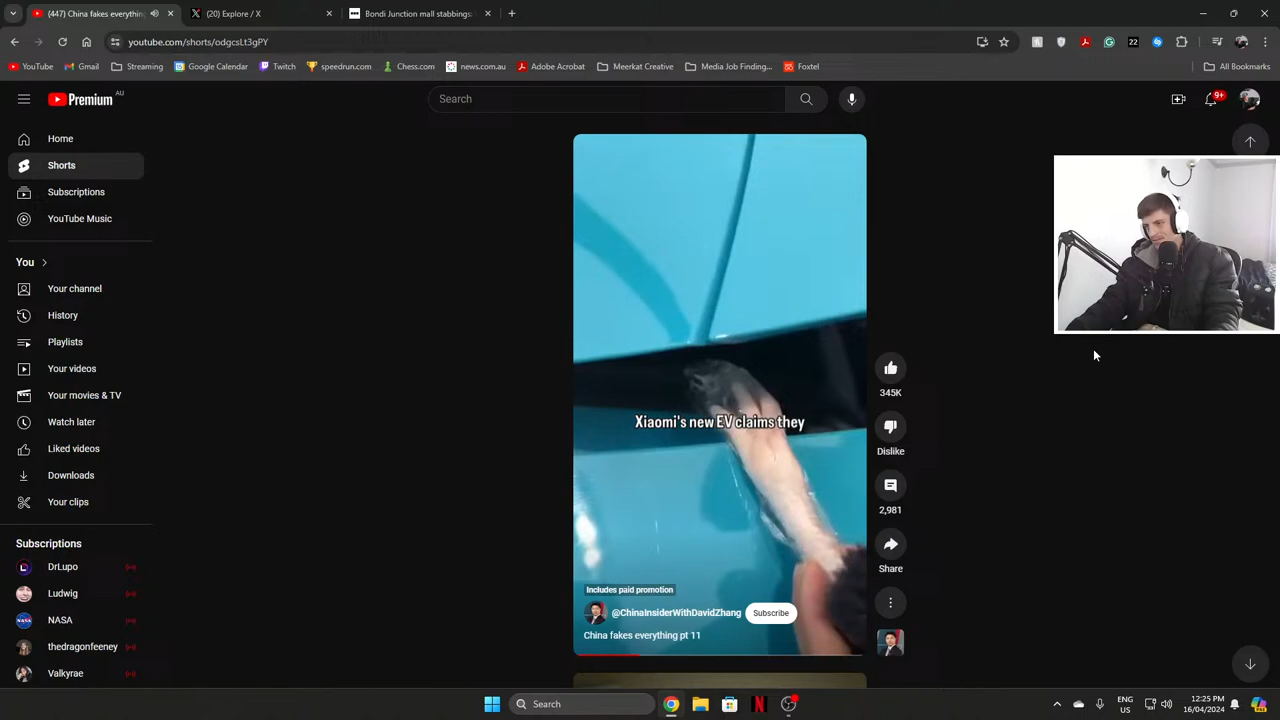 (447) China fakes everything
(20) Explore / X
Bondi Junction mall stabbings:
youtube.com/shorts/odgcsLt3gPY
22
YouTube
Gmail
Streaming
Google Calendar
Twitch
speedrun.com
Chess.com
news.com.au
Adobe Acrobat
Meerkat Creative
Media Job Finding...
Foxtel
All Bookmarks
Premium
AU
Search
9+
Home
Shorts
Subscriptions
YouTube Music
You
Your channel
History
Playlists
Your videos
Your movies & TV
Watch later
Liked videos
Downloads
Your clips
Subscriptions
DrLupo
Ludwig
NASA
thedragonfeeney
Valkyrae
Xiaomi's new EV claims they
Includes paid promotion
@ChinaInsiderWithDavidZhang
Subscribe
China fakes everything pt 11
345K
Dislike
2,981
Share
Search
ENG
US
12:25 PM
16/04/2024